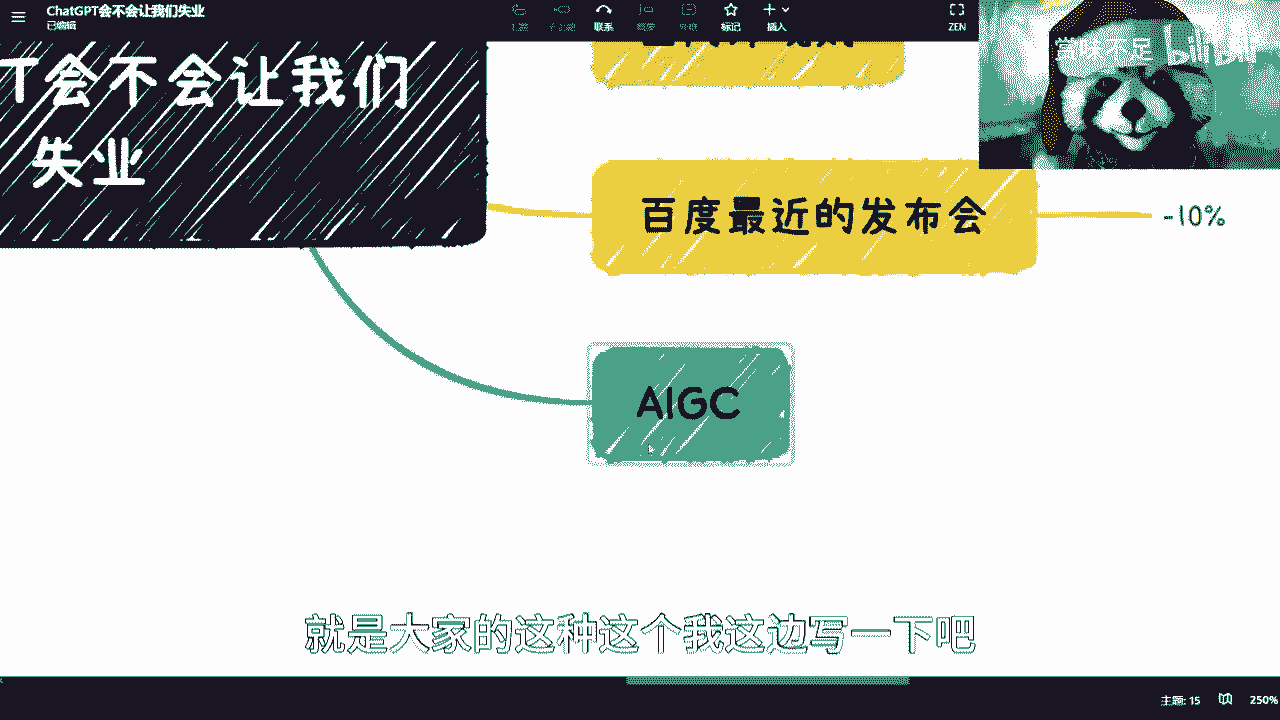 ChatGPT会不会让我们失业
已编辑
联系
标记
插入
ZEN
bilibili
T会不会让我们
失业
百度最近的发布会
-10%
AIGC
就是大家的这种这个我这边写一下吧
主题: 15
250%